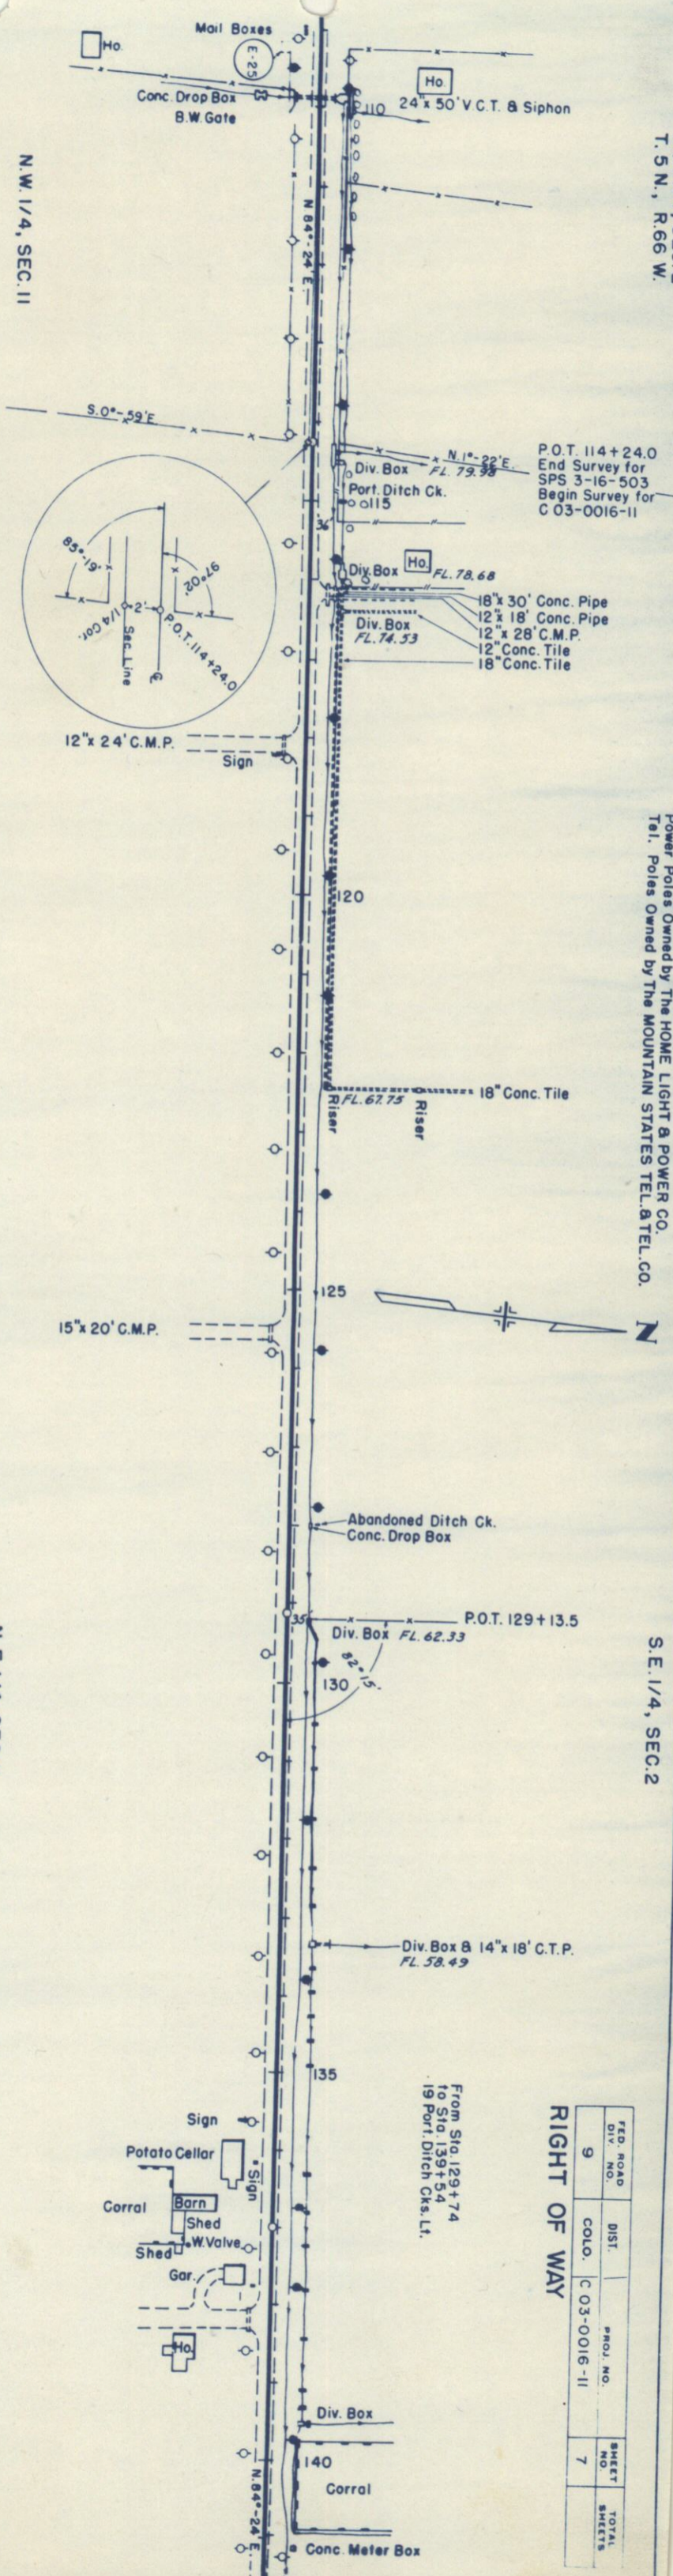 Mail Boxes
Ho.
E-25
Conc. Drop Box
B.W. Gate
Ho.
24"x 50' V.C.T. & Siphon
110
T. 5 N., R. 66 W.
N.W. 1/4, SEC. 11
N 84°-24' E.
S. 0°-59' E.
N. 1°-22' E.
Div. Box
FL. 79.98
P.O.T. 114+24.0
End Survey for
SPS 3-16-503
Begin Survey for
C 03-0016-11
Port. Ditch Ck.
115
36'
Div. Box
Ho.
FL. 78.68
85°-19'
97°02'
2'
1/4 Cor.
Sec. Line
P.O.T. 114+24.0
18"x 30' Conc. Pipe
12"x 18' Conc. Pipe
12"x 28' C.M.P.
12" Conc. Tile
18" Conc. Tile
Div. Box
FL. 74.53
12"x 24' C.M.P.
Sign
Power Poles Owned by The HOME LIGHT & POWER CO.
Tel. Poles Owned by The MOUNTAIN STATES TEL. & TEL. CO.
120
18" Conc. Tile
FL. 67.75
Riser
Riser
125
N
15"x 20' C.M.P.
Abandoned Ditch Ck.
Conc. Drop Box
35'
P.O.T. 129+13.5
Div. Box FL. 62.33
82°15'
130
S.E. 1/4, SEC. 2
Div. Box & 14"x 18' C.T.P.
FL. 58.49
135
From Sta. 129+74
to Sta. 139+54
19 Port. Ditch Cks. Lt.
RIGHT OF WAY
FED. ROAD DIV. NO.
DIST.
PROJ. NO.
SHEET NO.
TOTAL SHEETS
9
COLO.
C 03-0016-11
7
Sign
Potato Cellar
Sign
Corral
Barn
Shed
W. Valve
Shed
Gar.
Ho.
Div. Box
140
Corral
N. 84°-24' E.
Conc. Meter Box